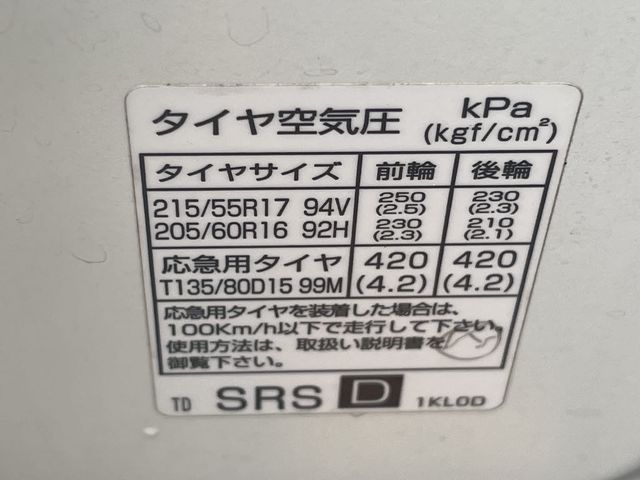 タイヤ空気圧 kPa (kgf/cm²)
タイヤサイズ 前輪 後輪
215/55R17 94V 250 (2.5) 230 (2.3)
205/60R16 92H 230 (2.3) 210 (2.1)
応急用タイヤ 420 420
T135/80D15 99M (4.2) (4.2)
応急用タイヤを装着した場合は、
100Km/h以下で走行して下さい。
使用方法は、取扱い説明書を
御覧下さい。
TD SRS D 1KL0D